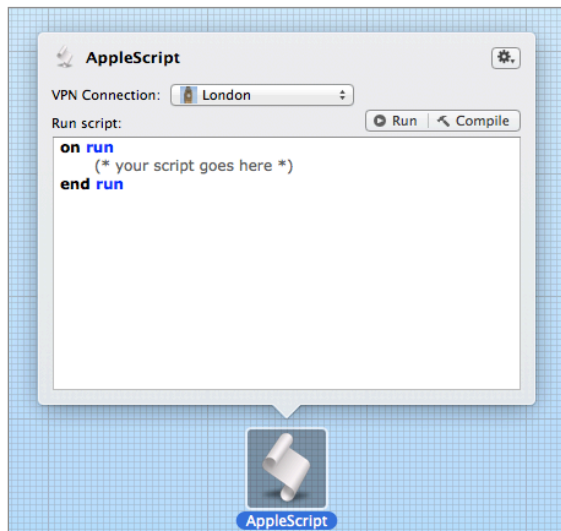 AppleScript
VPN Connection: London
Run script: Run Compile
on run
(* your script goes here *)
end run
AppleScript